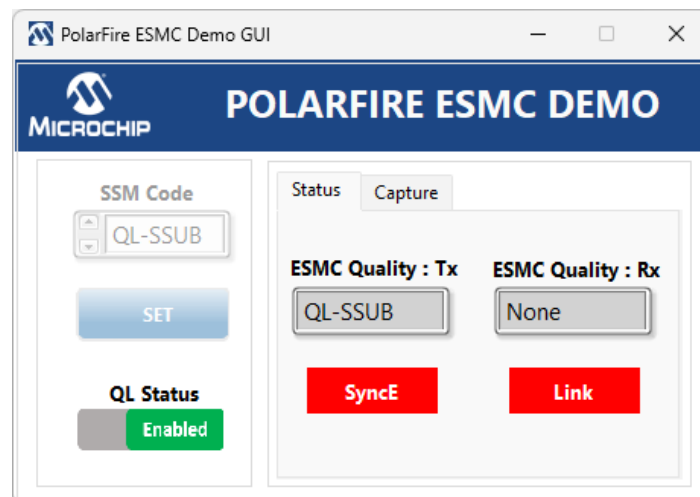 PolarFire ESMC Demo GUI
MICROCHIP
POLARFIRE ESMC DEMO
SSM Code
QL-SSUB
SET
QL Status
Enabled
Status Capture
ESMC Quality : Tx ESMC Quality : Rx
QL-SSUB None
SyncE Link